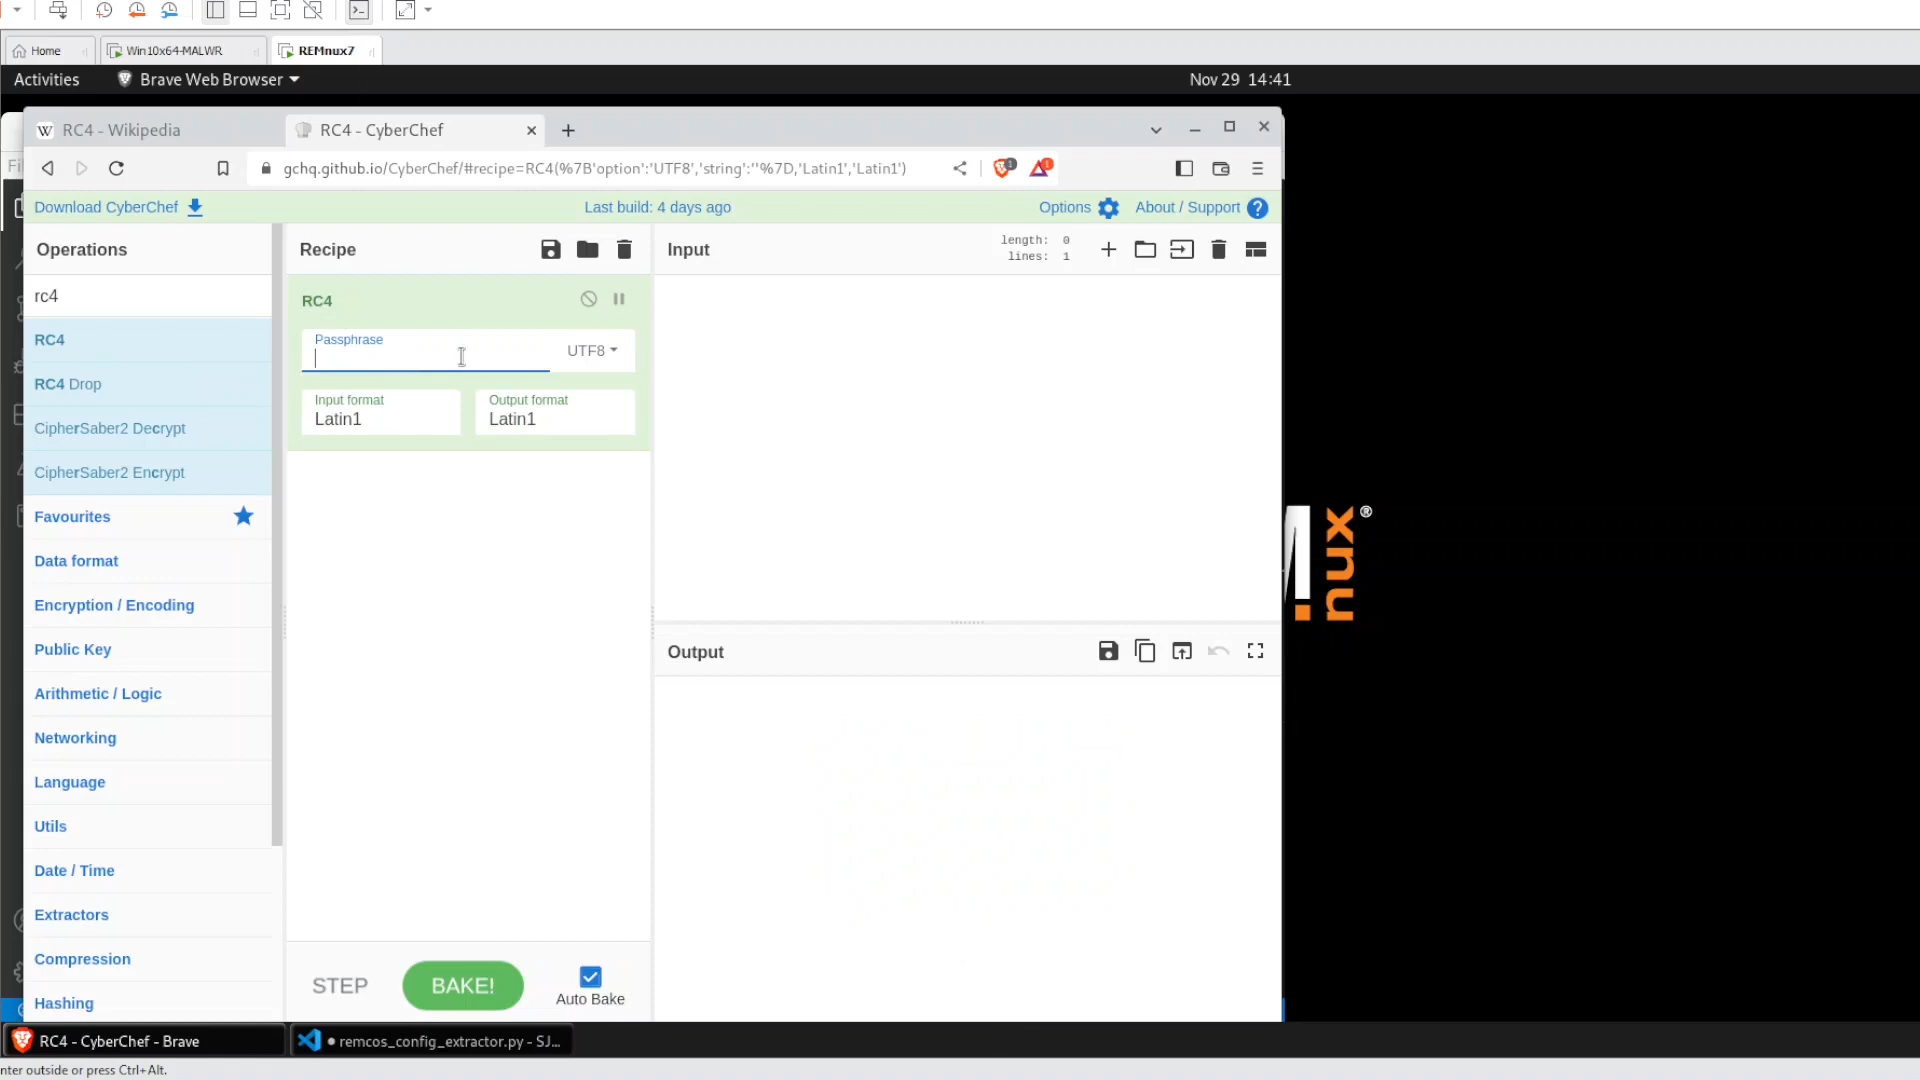 Home
Win10x64-MALWR
REMnux7
Activities
Brave Web Browser
Nov 29 14:41
RC4 - Wikipedia
RC4 - CyberChef
gchq.github.io/CyberChef/#recipe=RC4(%7B'option':'UTF8','string':''%7D,'Latin1','Latin1')
1
1
Download CyberChef
Last build: 4 days ago
Options
About / Support
Operations
Recipe
Input
length: 0
lines: 1
rc4
RC4
RC4 Drop
CipherSaber2 Decrypt
CipherSaber2 Encrypt
Favourites
Data format
Encryption / Encoding
Public Key
Arithmetic / Logic
Networking
Language
Utils
Date / Time
Extractors
Compression
Hashing
RC4
Passphrase
UTF8
Input format
Latin1
Output format
Latin1
STEP
BAKE!
Auto Bake
Output
nux®
RC4 - CyberChef - Brave
● remcos_config_extractor.py - SJ...
nter outside or press Ctrl+Alt.